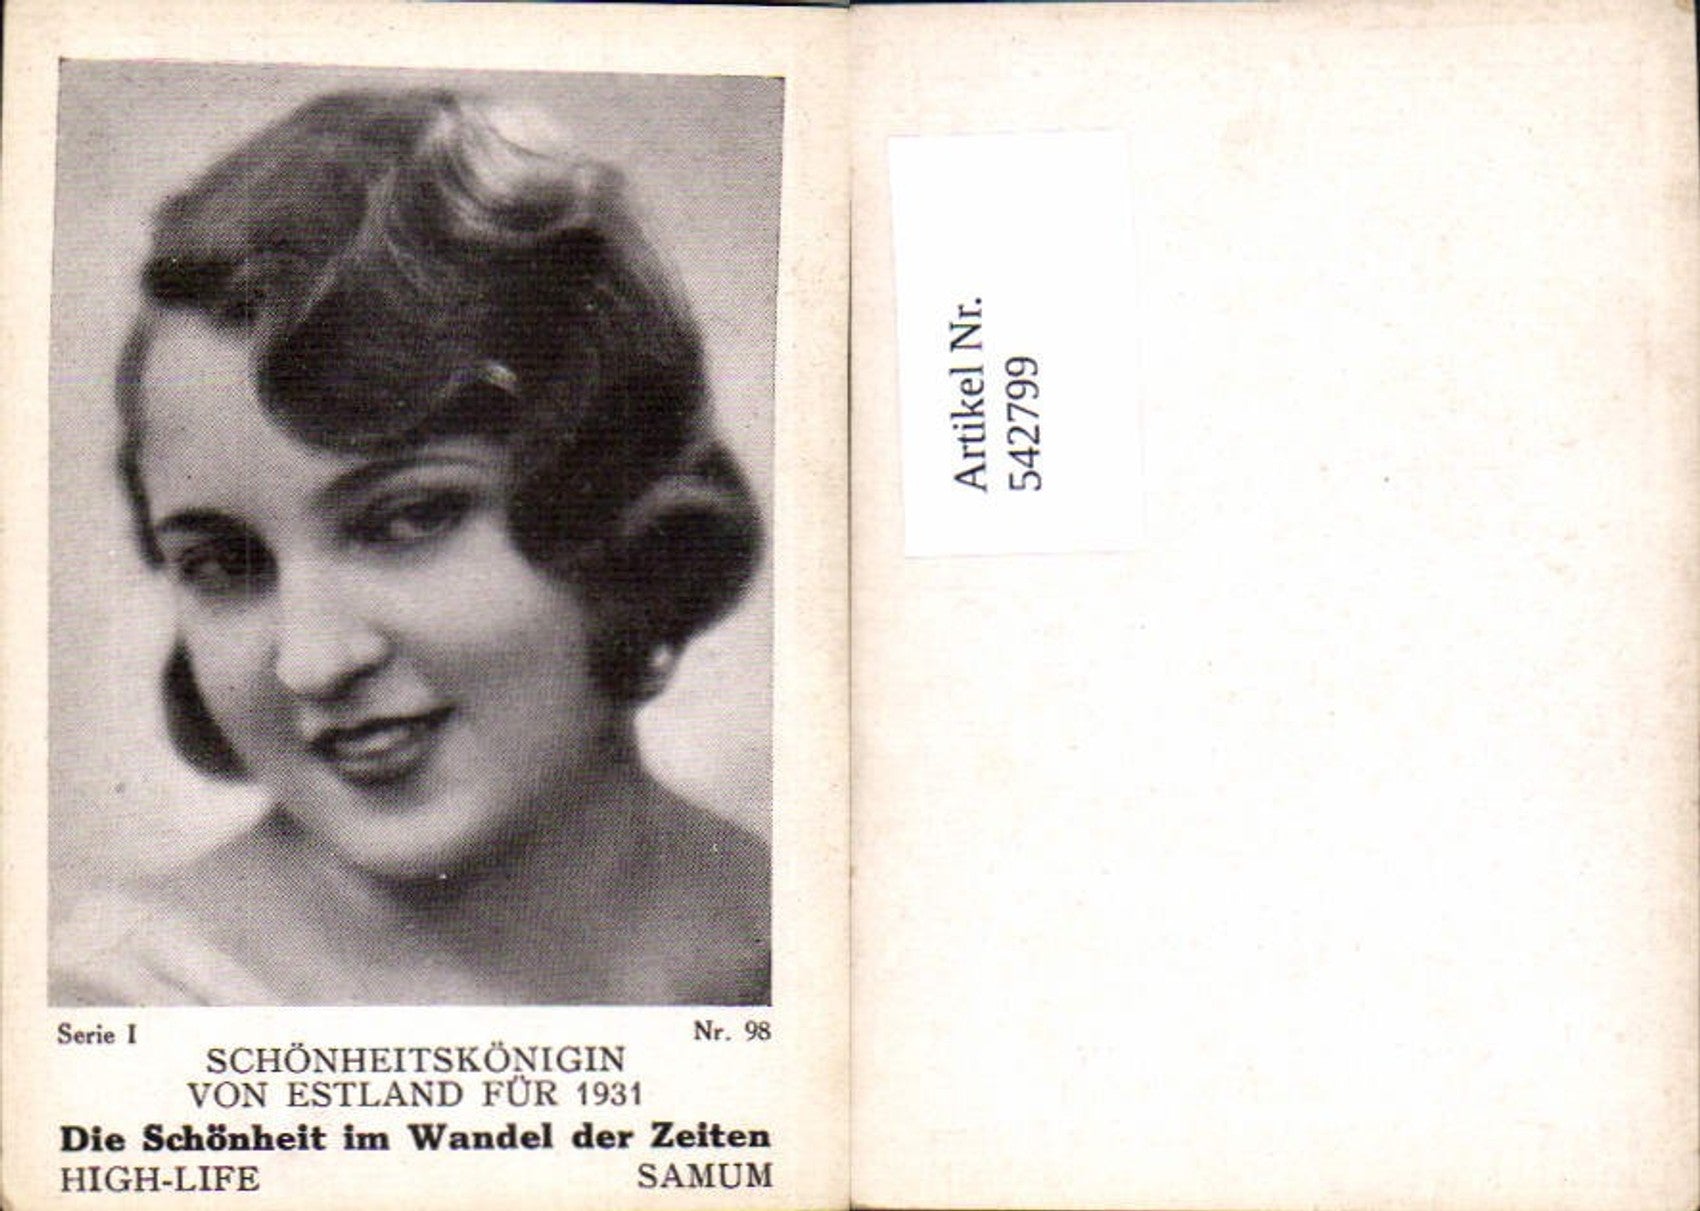 Serie I Nr. 98
SCHÖNHEITSKÖNIGIN
VON ESTLAND FÜR 1931
Die Schönheit im Wandel der Zeiten
HIGH-LIFE SAMUM
Artikel Nr.
5427799